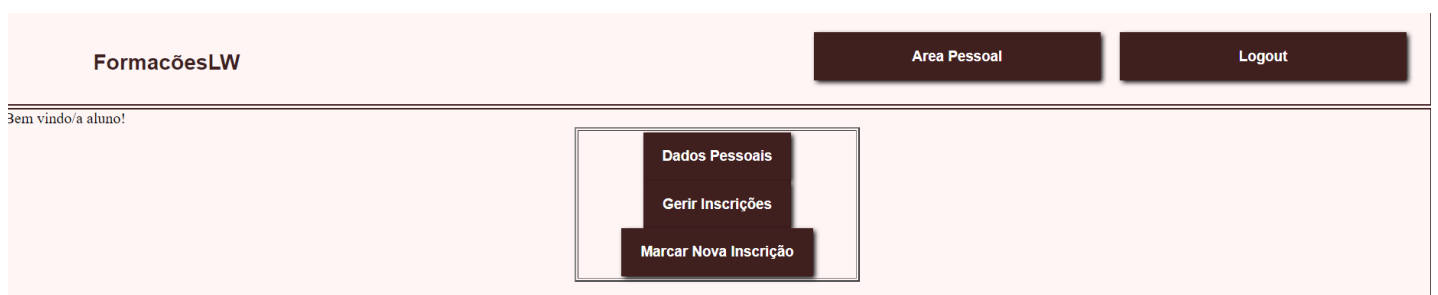 FormacõesLW
Area Pessoal
Logout
Bem vindo/a aluno!
Dados Pessoais
Gerir Inscrições
Marcar Nova Inscrição